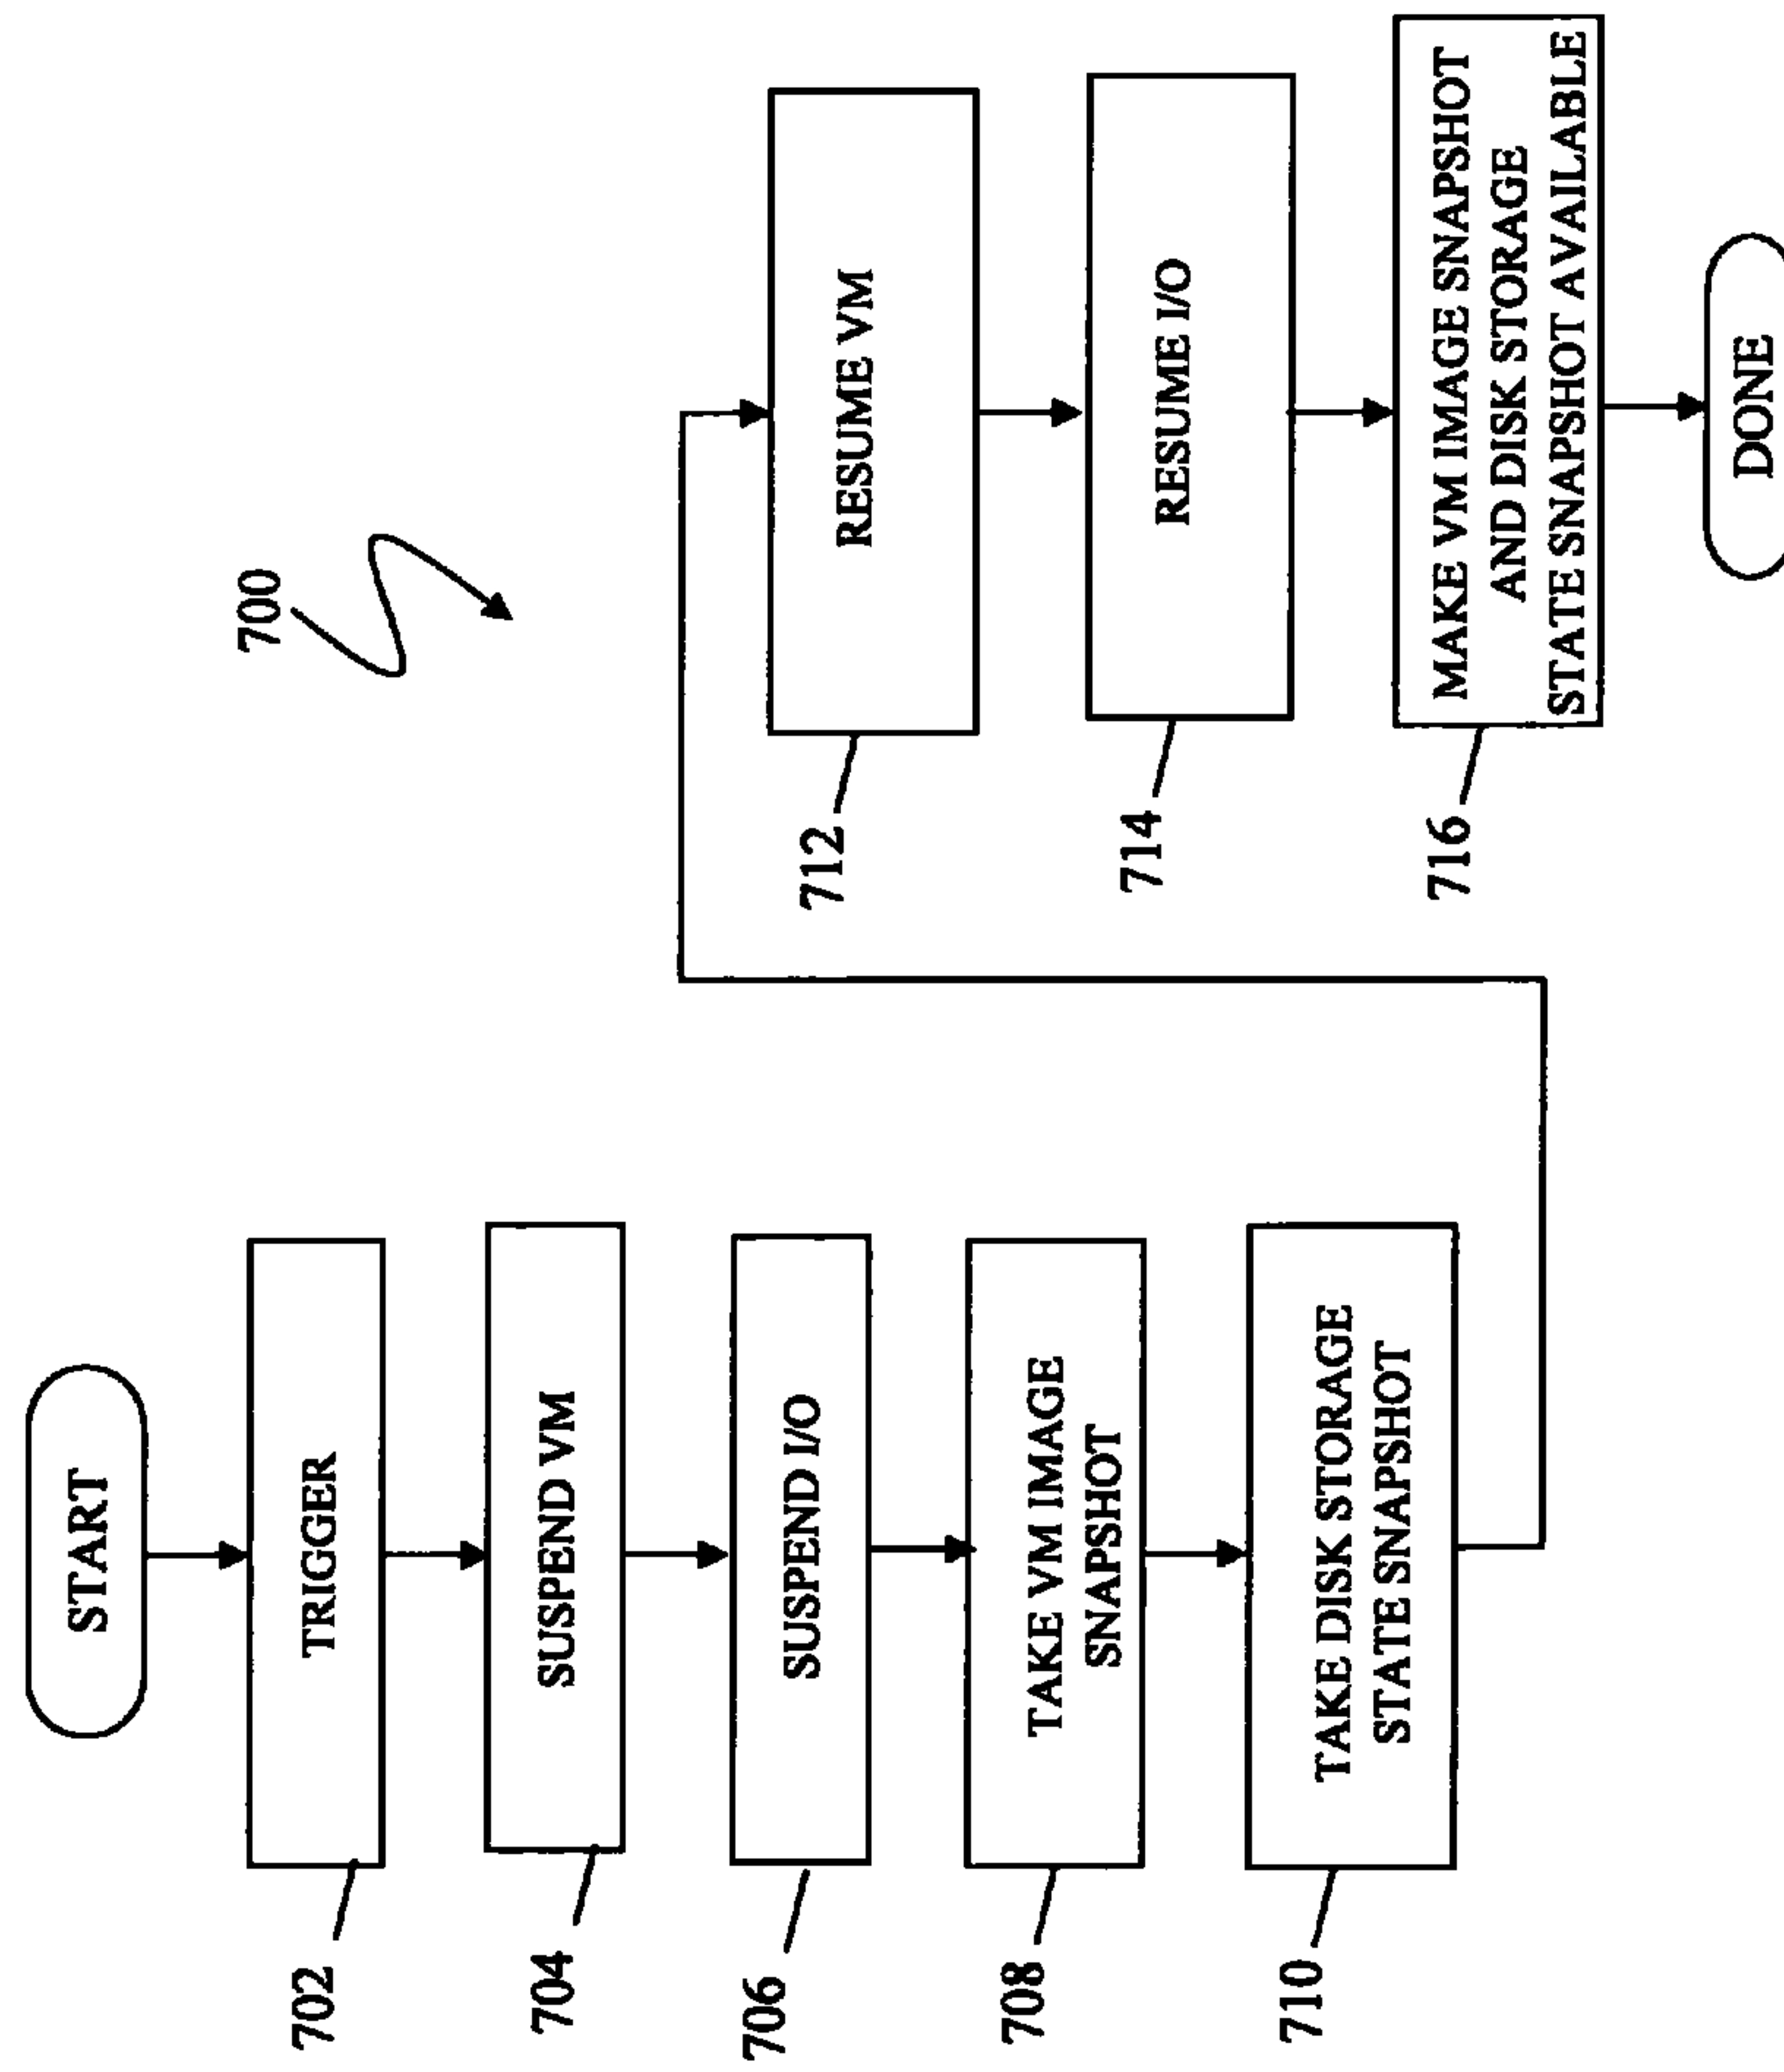 700
START
702
TRIGGER
704
SUSPEND VM
706
SUSPEND I/O
708
TAKE VM IMAGE
SNAPSHOT
710
TAKE DISK STORAGE
STATE SNAPSHOT
712
RESUME VM
714
RESUME I/O
716
MAKE VM IMAGE SNAPSHOT
AND DISK STORAGE
STATE SNAPSHOT AVAILABLE
DONE